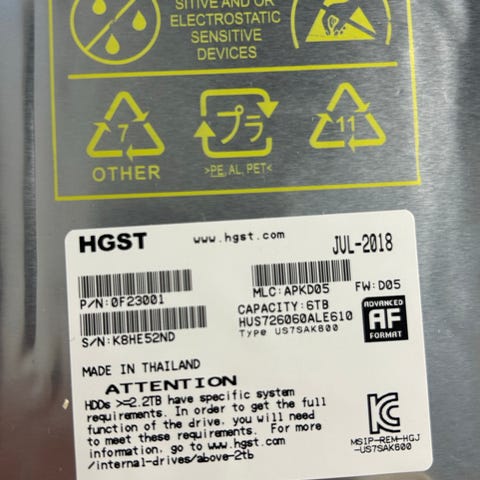 SITIVE AND OR
ELECTROSTATIC
SENSITIVE
DEVICES
7
OTHER
プラ
>PE, AL, PET<
11
HGST www.hgst.com JUL-2018
P/N:0F23001
MLC:APKD05 FW:D05
S/N:K8HE52ND
CAPACITY:6TB
HUS726060ALE610
Type US7SAK600
ADVANCED
AF
FORMAT
MADE IN THAILAND
ATTENTION
HDDs >=2.2TB have specific system
requirements. In order to get the full
function of the drive, you will need
to meet these requirements. For more
information, go to www.hgst.com
/internal-drives/above-2tb
MSIP-REM-HGJ
-US7SAK600